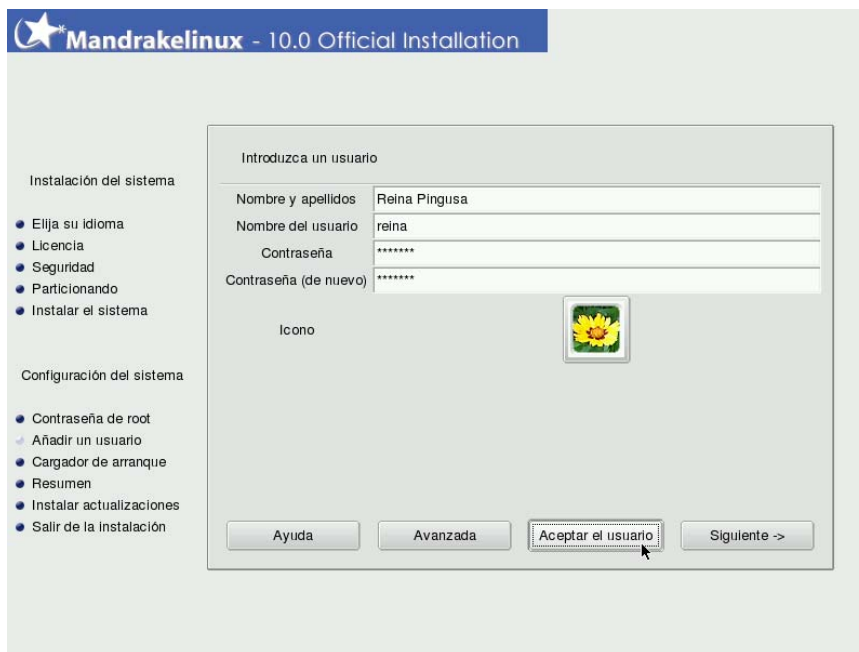 Mandrakelinux - 10.0 Official Installation
Instalación del sistema
Elija su idioma
Licencia
Seguridad
Particionando
Instalar el sistema
Configuración del sistema
Contraseña de root
Añadir un usuario
Cargador de arranque
Resumen
Instalar actualizaciones
Salir de la instalación
Introduzca un usuario
Nombre y apellidos Reina Pingusa
Nombre del usuario reina
Contraseña *******
Contraseña (de nuevo) *******
Icono
Ayuda Avanzada Aceptar el usuario Siguiente ->